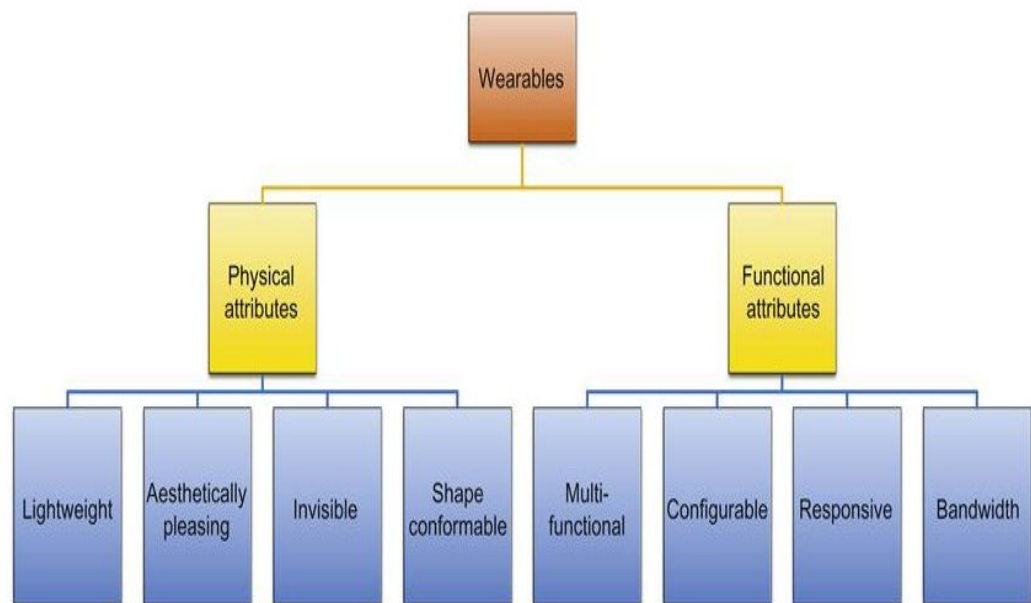 Wearables
Physical
attributes
Functional
attributes
Lightweight
Aesthetically
pleasing
Invisible
Shape
conformable
Multi-
functional
Configurable
Responsive
Bandwidth